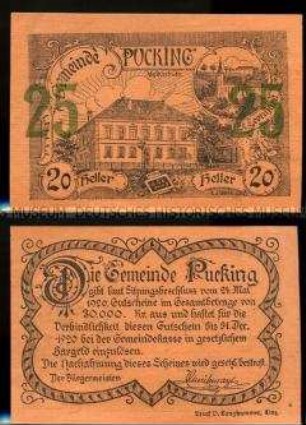 Gemeinde PUCKING
25 25
20 Heller Heller 20
MUSEUM DEUTSCHES HISTORISCHES MUSEUM
Die Gemeinde Pucking
gibt laut Sitzungsbeschluss vom 24. Mai
1920 Gutscheine im Gesamtbetrage von
30.000. Kr. aus und haftet für die
Verbindlichkeit diesen Gutschein bis 31. Dez.
1920 bei der Gemeindekasse in gesetzlichem
Bargeld einzulösen.
Die Nachahmung dieses Scheines wird gesetzl. bestraft.
Der Bürgermeister:
Druck